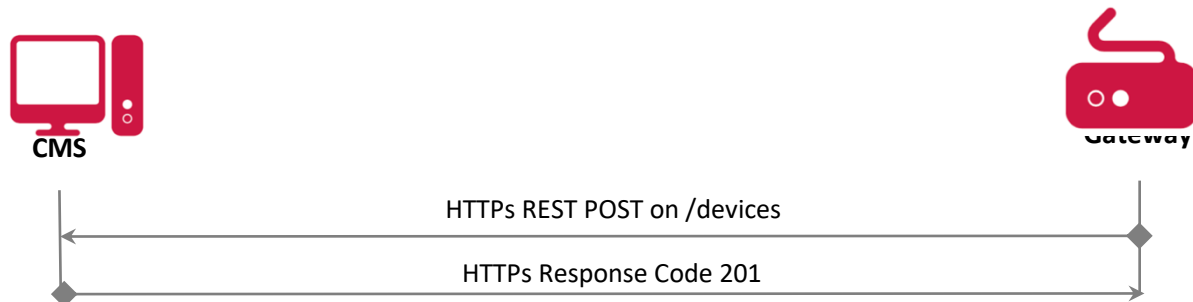 CMS
Gateway
HTTPs REST POST on /devices
HTTPs Response Code 201